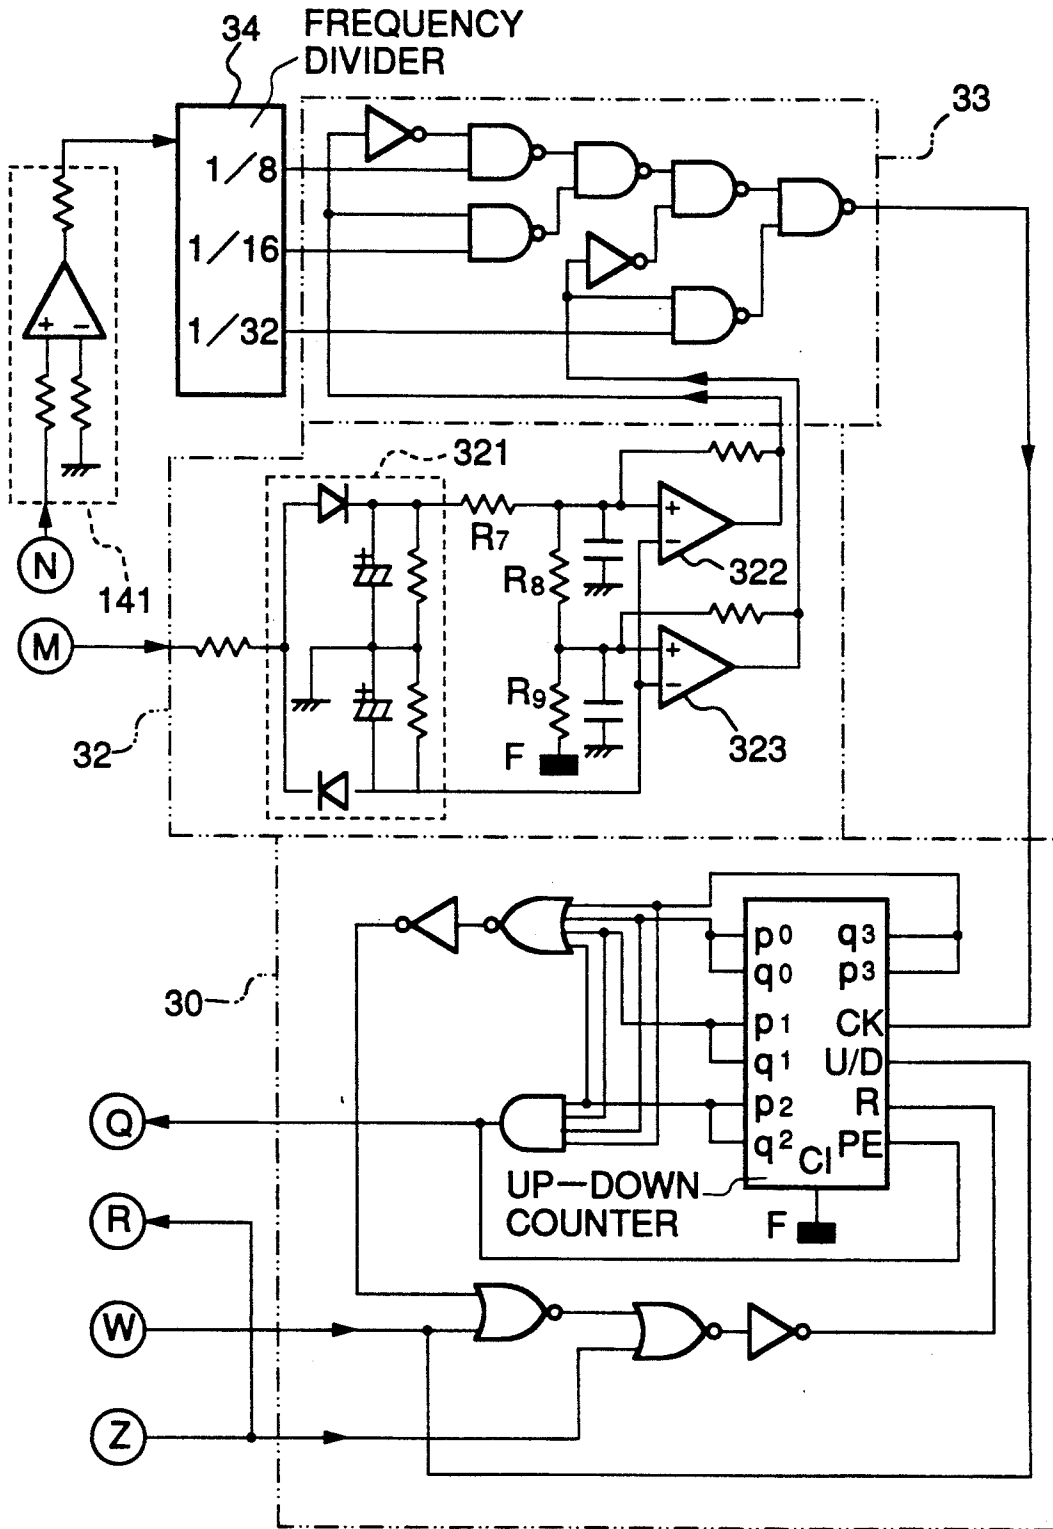 34
FREQUENCY
DIVIDER
33
1/8
1/16
1/32
+ −
N
141
M
32
321
R7
R8
R9
F
+
−
322
+
−
323
+
+
30
p0 q3
q0 p3
p1 CK
q1 U/D
p2 R
q2 CI PE
UP−DOWN
COUNTER
F
Q
R
W
Z